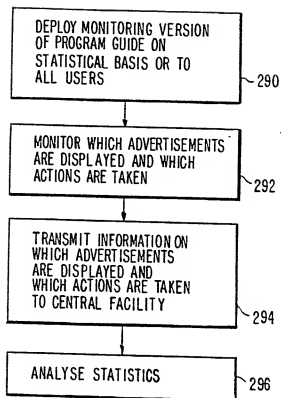 DEPLOY MONITORING VERSION
OF PROGRAM GUIDE ON
STATISTICAL BASIS OR TO
ALL USERS
290
MONITOR WHICH ADVERTISEMENTS
ARE DISPLAYED AND WHICH
ACTIONS ARE TAKEN
292
TRANSMIT INFORMATION ON
WHICH ADVERTISEMENTS
ARE DISPLAYED AND
WHICH ACTIONS ARE TAKEN
TO CENTRAL FACILITY
294
ANALYSE STATISTICS
296